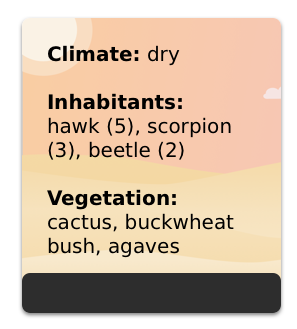 Climate: dry
Inhabitants:
hawk (5), scorpion
(3), beetle (2)
Vegetation:
cactus, buckwheat
bush, agaves